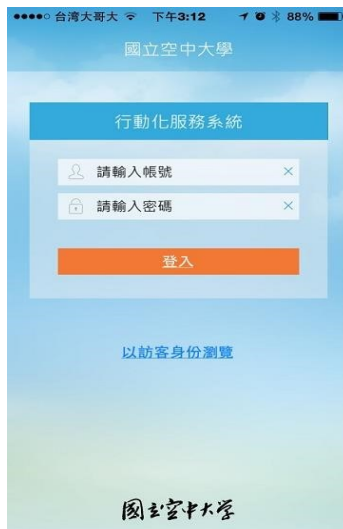 台湾大哥大 下午3:12 88%
國立空中大學
行動化服務系統
請輸入帳號
請輸入密碼
登入
以訪客身份瀏覽
國立空中大學